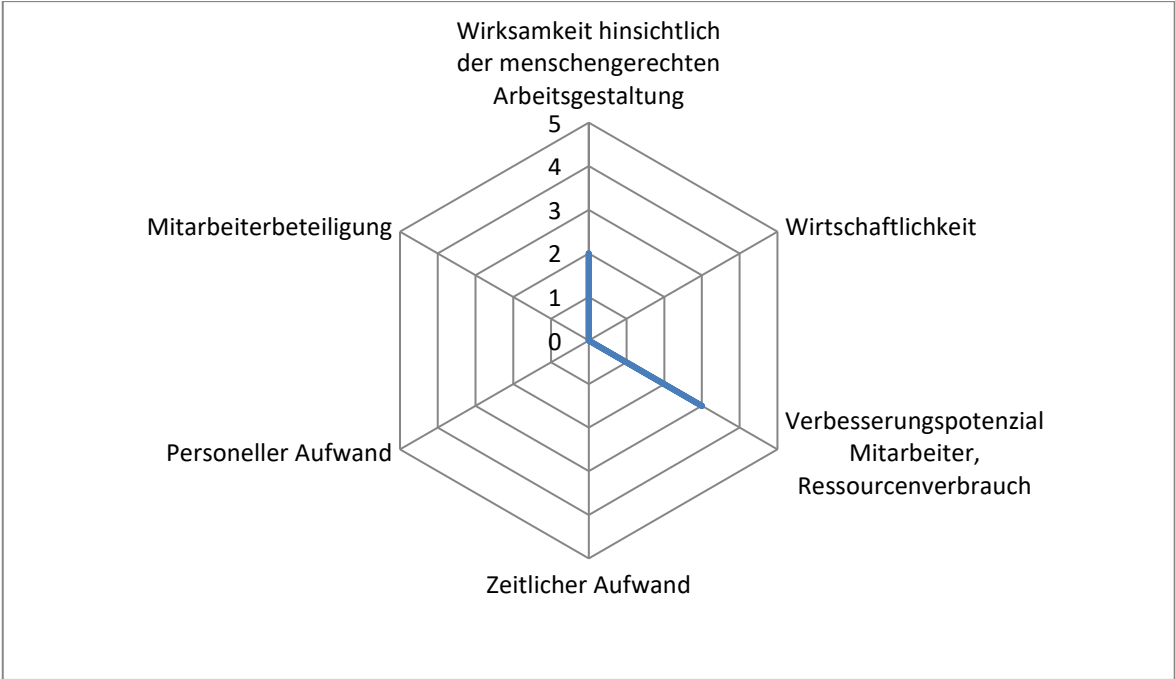 Wirksamkeit hinsichtlich
der menschengerechten
Arbeitsgestaltung
5
4
3
2
1
0
Wirtschaftlichkeit
Verbesserungspotenzial
Mitarbeiter,
Ressourcenverbrauch
Zeitlicher Aufwand
Personeller Aufwand
Mitarbeiterbeteiligung